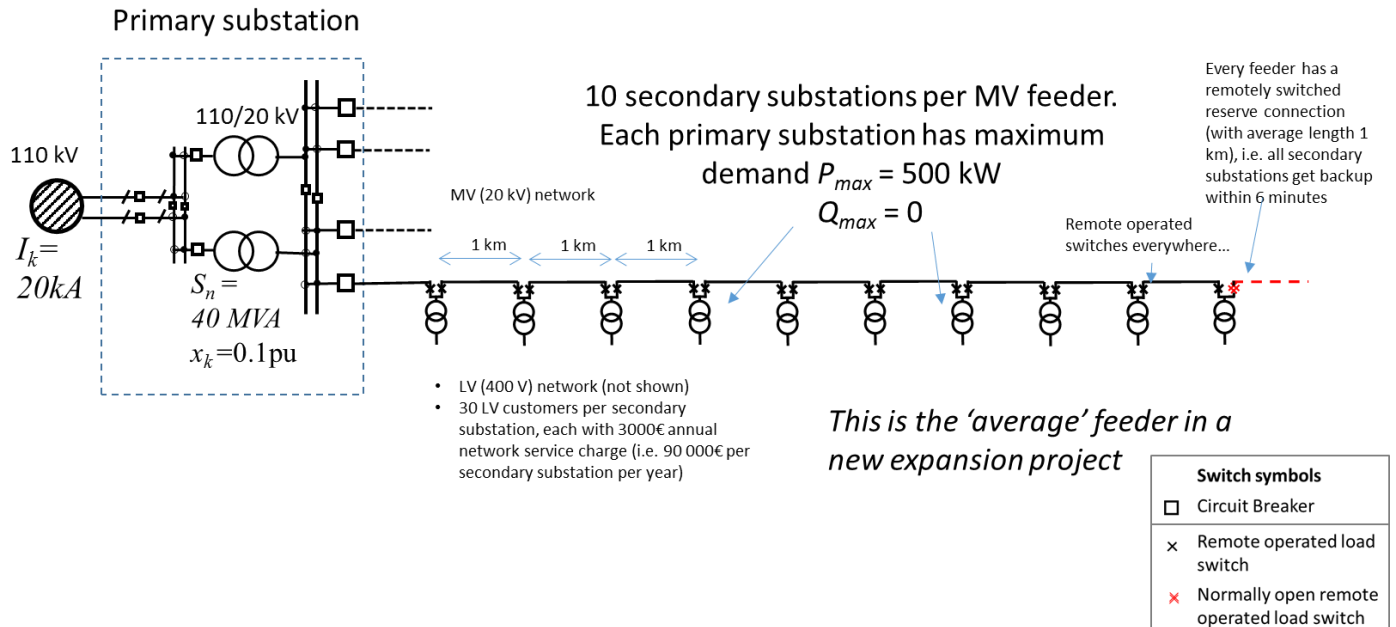 Primary substation
110/20 kV
110 kV
I_k=
20kA
S_n =
40 MVA
x_k=0.1pu
MV (20 kV) network
1 km
1 km
1 km
10 secondary substations per MV feeder.
Each primary substation has maximum
demand P_max = 500 kW
Q_max = 0
Every feeder has a
remotely switched
reserve connection
(with average length 1
km), i.e. all secondary
substations get backup
within 6 minutes
Remote operated
switches everywhere...
• LV (400 V) network (not shown)
• 30 LV customers per secondary
substation, each with 3000€ annual
network service charge (i.e. 90 000€ per
secondary substation per year)
This is the ‘average’ feeder in a
new expansion project
Switch symbols
Circuit Breaker
Remote operated load
switch
Normally open remote
operated load switch